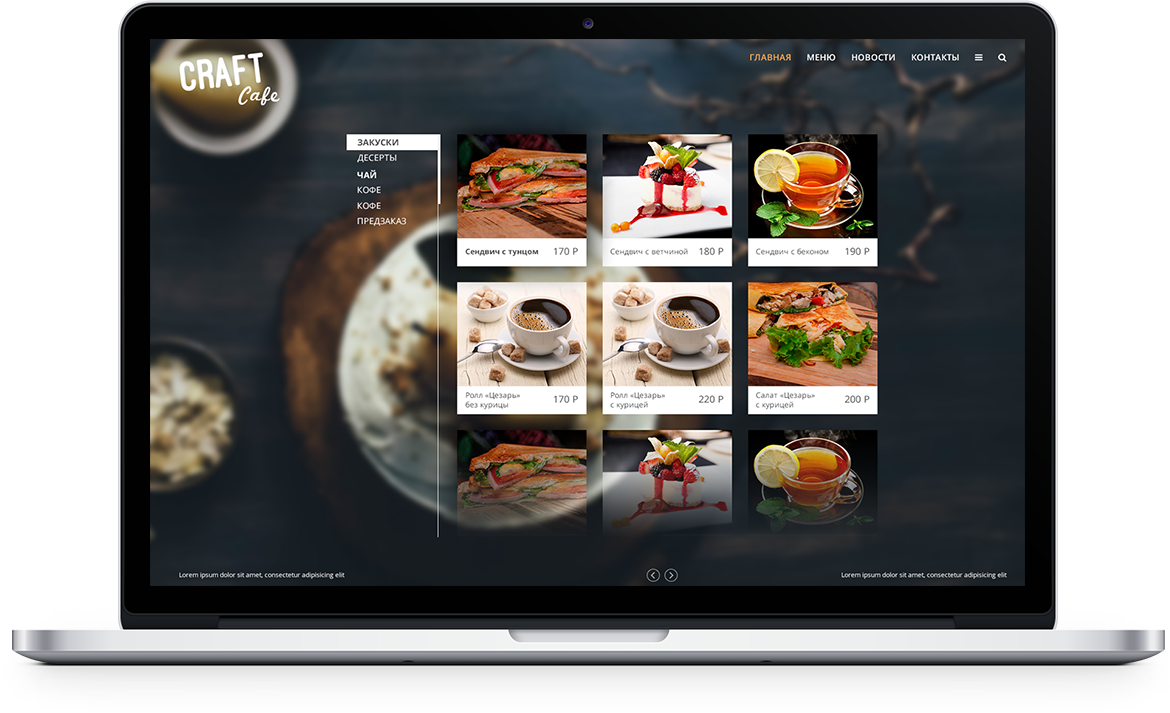 CRAFT
Cafe
ГЛАВНАЯ МЕНЮ НОВОСТИ КОНТАКТЫ
ЗАКУСКИ
ДЕСЕРТЫ
ЧАЙ
КОФЕ
КОФЕ
ПРЕДЗАКАЗ
Сендвич с тунцом 170 Р
Сендвич с ветчиной 180 Р
Сендвич с беконом 190 Р
Ролл «Цезарь»
без курицы 170 Р
Ролл «Цезарь»
с курицей 220 Р
Салат «Цезарь»
с курицей 200 Р
Lorem ipsum dolor sit amet, consectetur adipisicing elit
Lorem ipsum dolor sit amet, consectetur adipisicing elit